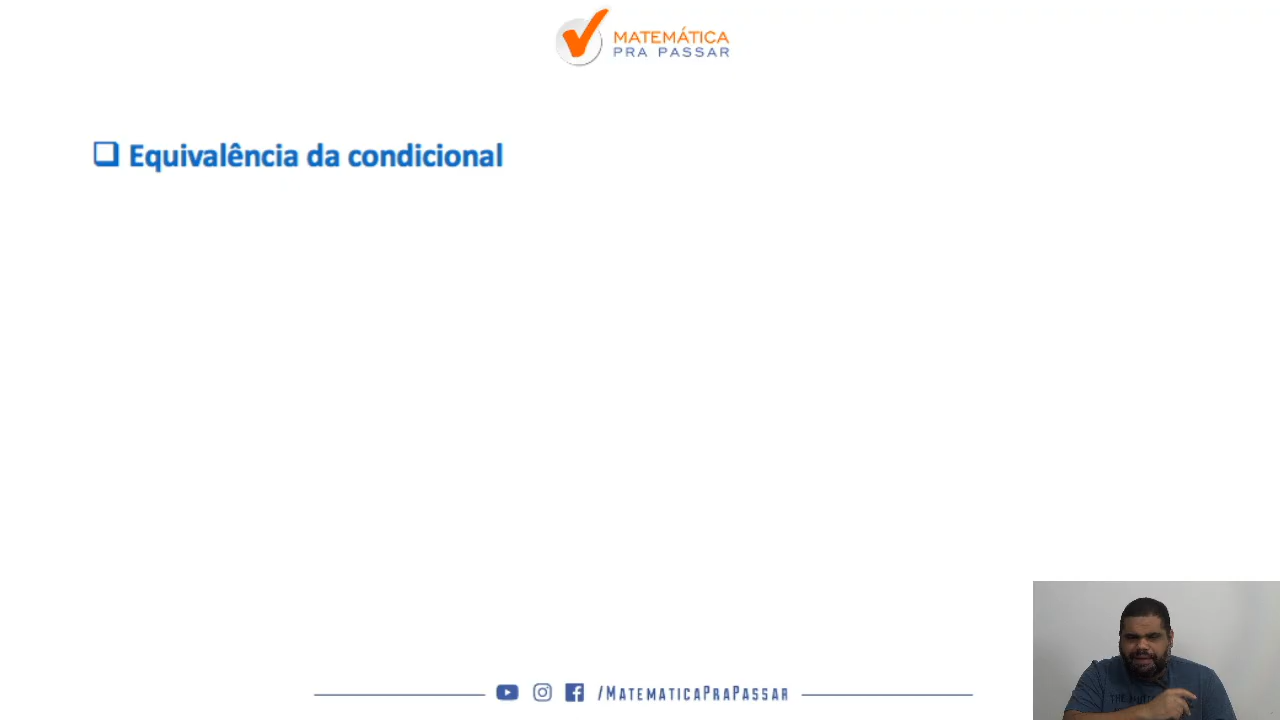 MATEMÁTICA
PRA PASSAR
Equivalência da condicional
/MATEMATICAPRAPASSAR